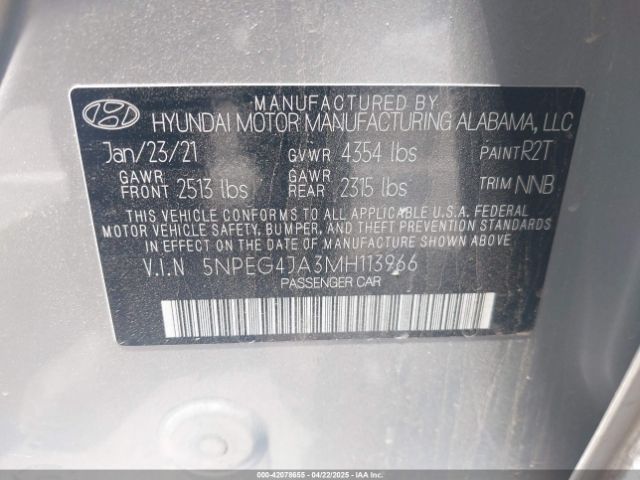 MANUFACTURED BY
HYUNDAI MOTOR MANUFACTURING ALABAMA, LLC
Jan/23/21 GVWR 4354 lbs PAINT R2T
GAWR FRONT 2513 lbs GAWR REAR 2315 lbs TRIM NNB
THIS VEHICLE CONFORMS TO ALL APPLICABLE U.S.A. FEDERAL
MOTOR VEHICLE SAFETY, BUMPER, AND THEFT PREVENTION STANDARDS
IN EFFECT ON THE DATE OF MANUFACTURE SHOWN ABOVE.
V.I.N 5NPEG4JA3MH113966
PASSENGER CAR
000-42078655 - 04/22/2025 - COPYRIGHT IAA, LLC.